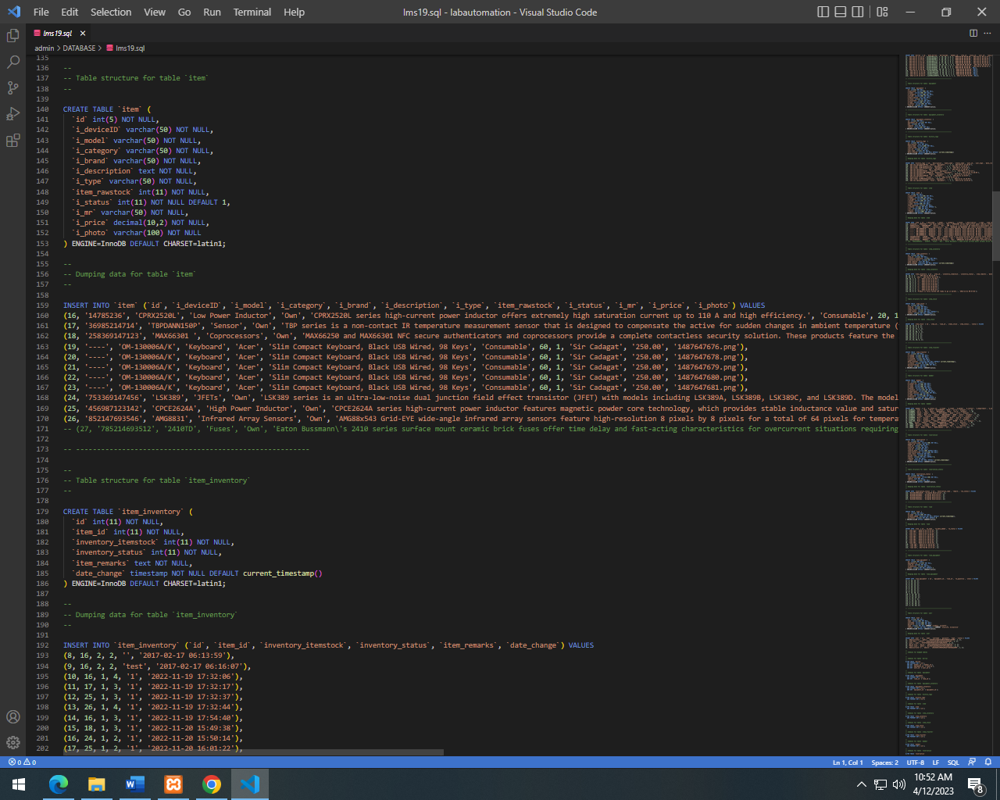 File Edit Selection View Go Run Terminal Help lms19.sql - labautomation - Visual Studio Code
lms19.sql
admin > DATABASE > lms19.sql
135
136 --
137 -- Table structure for table `item`
138 --
139
140 CREATE TABLE `item` (
141 `id` int(5) NOT NULL,
142 `i_deviceID` varchar(50) NOT NULL,
143 `i_model` varchar(50) NOT NULL,
144 `i_category` varchar(50) NOT NULL,
145 `i_brand` varchar(50) NOT NULL,
146 `i_description` text NOT NULL,
147 `i_type` varchar(50) NOT NULL,
148 `item_rawstock` int(11) NOT NULL,
149 `i_status` int(11) NOT NULL DEFAULT 1,
150 `i_mr` varchar(50) NOT NULL,
151 `i_price` decimal(10,2) NOT NULL,
152 `i_photo` varchar(100) NOT NULL
153 ) ENGINE=InnoDB DEFAULT CHARSET=latin1;
154
155 --
156 -- Dumping data for table `item`
157 --
158
159 INSERT INTO `item` (`id`, `i_deviceID`, `i_model`, `i_category`, `i_brand`, `i_description`, `i_type`, `item_rawstock`, `i_status`, `i_mr`, `i_price`, `i_photo`) VALUES
160 (16, '14785236', 'CPRX2520L', 'Low Power Inductor', 'Own', 'CPRX2520L series high-current power inductor offers extremely high saturation current up to 110 A and high efficiency.', 'Consumable', 20, 1
161 (17, '36985214714', 'TBPDANN150P', 'Sensor', 'Own', 'TBP series is a non-contact IR temperature measurement sensor that is designed to compensate the active for sudden changes in ambient temperature (
162 (18, '258369147123', 'MAX66301 ', 'Coprocessors', 'Own', 'MAX66250 and MAX66301 NFC secure authenticators and coprocessors provide a complete contactless security solution. These products feature the
163 (19, '----', 'OM-130006A/K', 'Keyboard', 'Acer', 'Slim Compact Keyboard, Black USB Wired, 98 Keys', 'Consumable', 60, 1, 'Sir Cadagat', '250.00', '1487647676.png'),
164 (20, '----', 'OM-130006A/K', 'Keyboard', 'Acer', 'Slim Compact Keyboard, Black USB Wired, 98 Keys', 'Consumable', 60, 1, 'Sir Cadagat', '250.00', '1487647678.png'),
165 (21, '----', 'OM-130006A/K', 'Keyboard', 'Acer', 'Slim Compact Keyboard, Black USB Wired, 98 Keys', 'Consumable', 60, 1, 'Sir Cadagat', '250.00', '1487647679.png'),
166 (22, '----', 'OM-130006A/K', 'Keyboard', 'Acer', 'Slim Compact Keyboard, Black USB Wired, 98 Keys', 'Consumable', 60, 1, 'Sir Cadagat', '250.00', '1487647680.png'),
167 (23, '----', 'OM-130006A/K', 'Keyboard', 'Acer', 'Slim Compact Keyboard, Black USB Wired, 98 Keys', 'Consumable', 60, 1, 'Sir Cadagat', '250.00', '1487647681.png'),
168 (24, '753369147456', 'LSK389', 'JFETs', 'Own', 'LSK389 series is an ultra-low-noise dual junction field effect transistor (JFET) with models including LSK389A, LSK389B, LSK389C, and LSK389D. The model
169 (25, '456987123142', 'CPCE2624A', 'High Power Inductor', 'Own', 'CPCE2624A series high-current power inductor features magnetic powder core technology, which provides stable inductance value and satur
170 (26, '852147693546', 'AMG8831', 'Infrared Array Sensors', 'Own', 'AMG88x543 Grid-EYE wide-angle infrared array sensors feature high-resolution 8 pixels by 8 pixels for a total of 64 pixels for tempera
171 -- (27, '785214693512', '2410TD', 'Fuses', 'Own', 'Eaton Bussmann\'s 2410 series surface mount ceramic brick fuses offer time delay and fast-acting characteristics for overcurrent situations requiring
172
173 -- --------------------------------------------------------
174
175 --
176 -- Table structure for table `item_inventory`
177 --
178
179 CREATE TABLE `item_inventory` (
180 `id` int(11) NOT NULL,
181 `item_id` int(11) NOT NULL,
182 `inventory_itemstock` int(11) NOT NULL,
183 `inventory_status` int(11) NOT NULL,
184 `item_remarks` text NOT NULL,
185 `date_change` timestamp NOT NULL DEFAULT current_timestamp()
186 ) ENGINE=InnoDB DEFAULT CHARSET=latin1;
187
188 --
189 -- Dumping data for table `item_inventory`
190 --
191
192 INSERT INTO `item_inventory` (`id`, `item_id`, `inventory_itemstock`, `inventory_status`, `item_remarks`, `date_change`) VALUES
193 (8, 16, 2, 2, '', '2017-02-17 06:13:59'),
194 (9, 16, 2, 2, 'test', '2017-02-17 06:16:07'),
195 (10, 16, 1, 4, '1', '2022-11-19 17:32:06'),
196 (11, 17, 1, 3, '1', '2022-11-19 17:32:17'),
197 (12, 25, 1, 3, '1', '2022-11-19 17:32:37'),
198 (13, 26, 1, 4, '1', '2022-11-19 17:32:44'),
199 (14, 16, 1, 3, '1', '2022-11-19 17:54:40'),
200 (15, 18, 1, 3, '1', '2022-11-20 15:49:38'),
201 (16, 24, 1, 2, '1', '2022-11-20 15:50:14'),
202 (17, 25, 1, 2, '1', '2022-11-20 16:01:22'),
0 0 Ln 1, Col 1 Spaces: 2 UTF-8 LF SQL
10:52 AM
4/12/2023
8